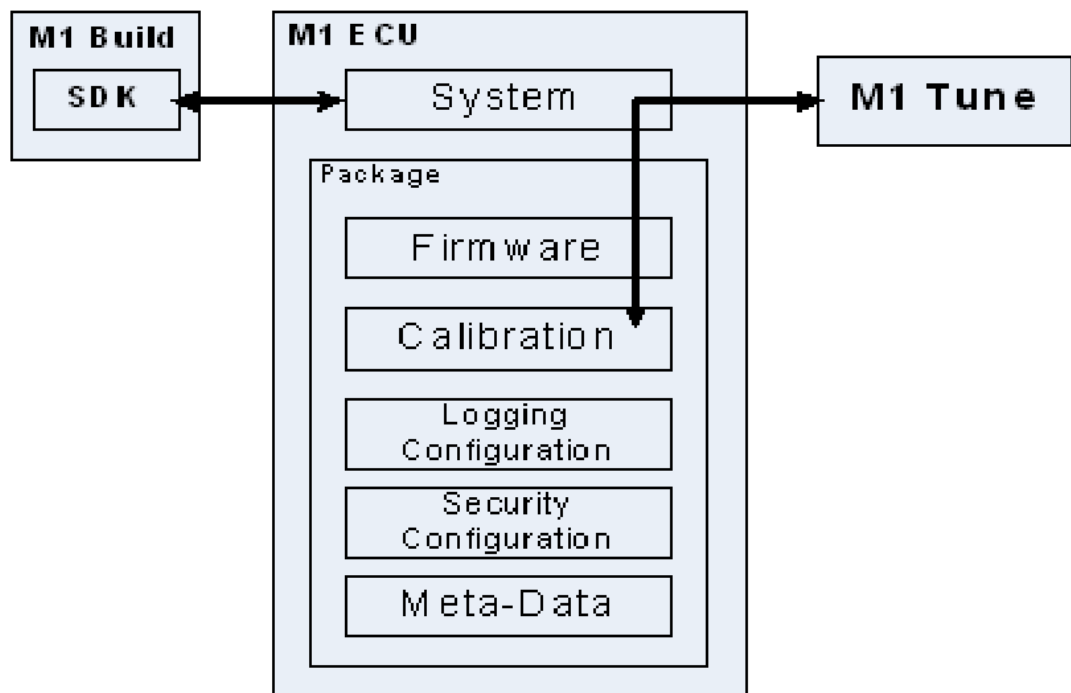 M1 Build
SDK
M1 ECU
System
Package
Firmware
Calibration
Logging
Configuration
Security
Configuration
Meta-Data
M1 Tune